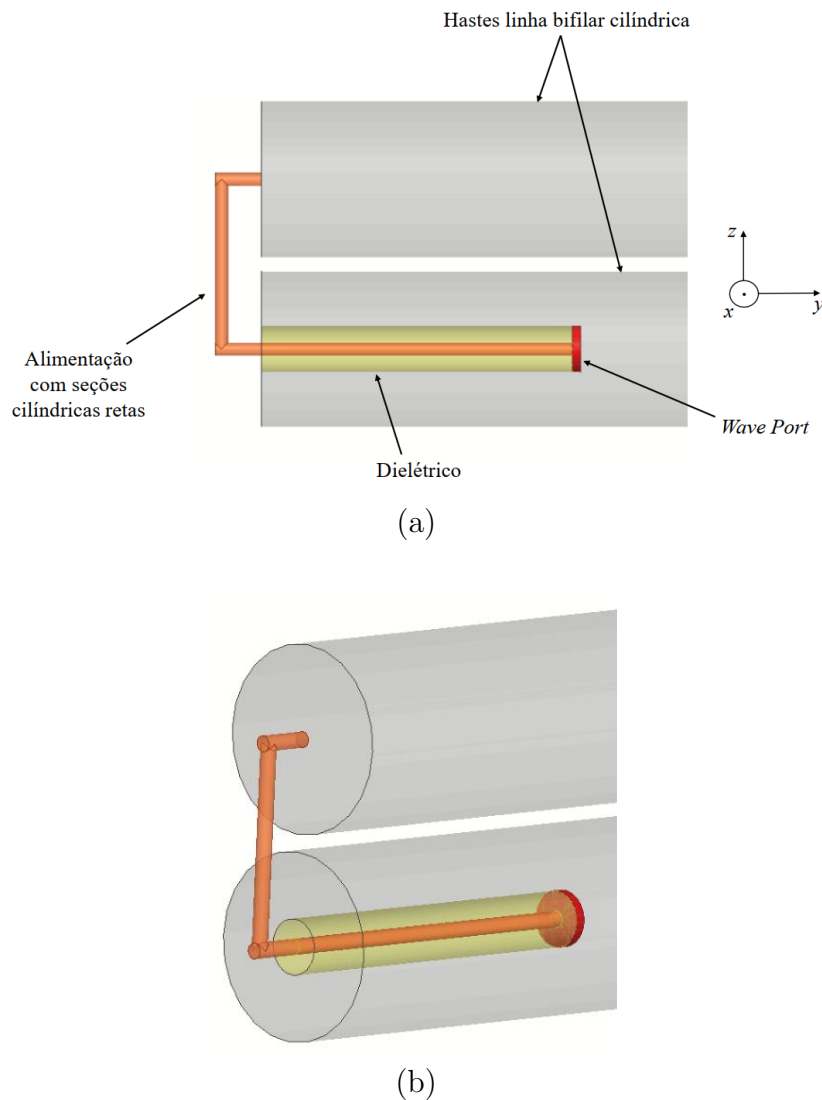 Hastes linha bifilar cilíndrica
z
x
y
Alimentação
com seções
cilíndricas retas
Wave Port
Dielétrico
(a)
(b)